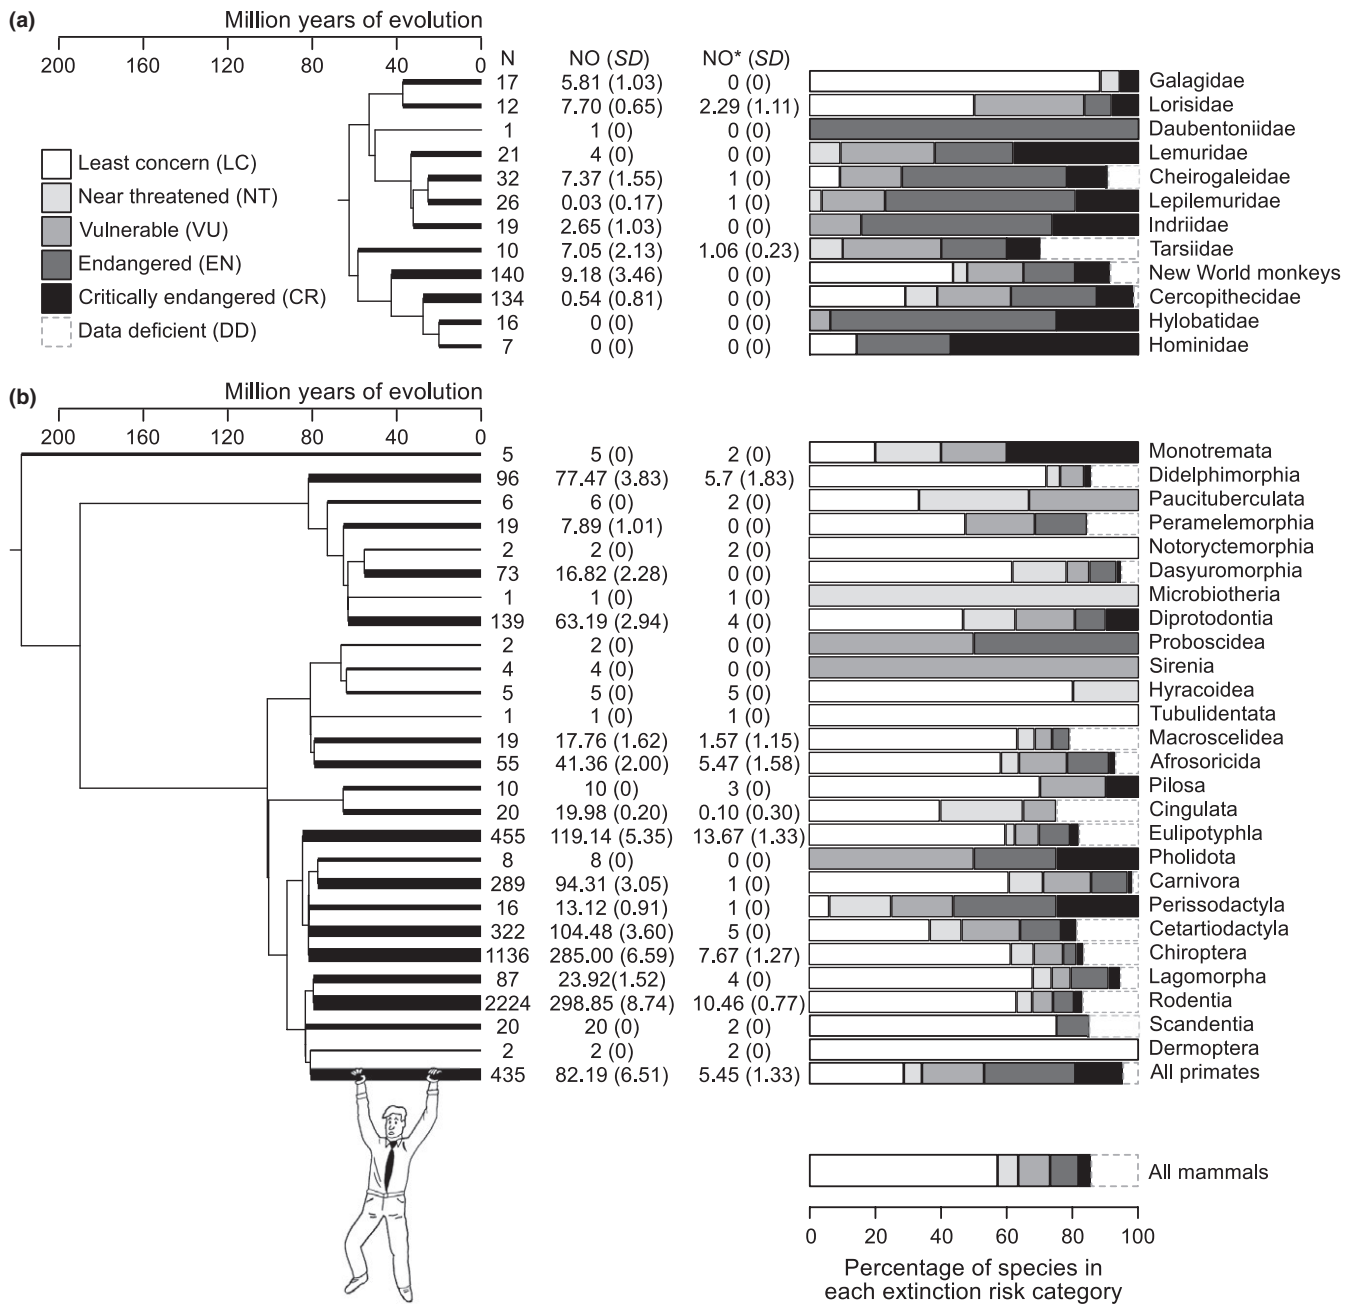 (a)
Million years of evolution
200 160 120 80 40 0
N NO (SD) NO* (SD)
17 5.81 (1.03) 0 (0) Galagidae
12 7.70 (0.65) 2.29 (1.11) Lorisidae
1 1 (0) 0 (0) Daubentoniidae
21 4 (0) 0 (0) Lemuridae
32 7.37 (1.55) 1 (0) Cheirogaleidae
26 0.03 (0.17) 1 (0) Lepilemuridae
19 2.65 (1.03) 0 (0) Indriidae
10 7.05 (2.13) 1.06 (0.23) Tarsiidae
140 9.18 (3.46) 0 (0) New World monkeys
134 0.54 (0.81) 0 (0) Cercopithecidae
16 0 (0) 0 (0) Hylobatidae
7 0 (0) 0 (0) Hominidae
Least concern (LC)
Near threatened (NT)
Vulnerable (VU)
Endangered (EN)
Critically endangered (CR)
Data deficient (DD)
(b)
Million years of evolution
200 160 120 80 40 0
5 5 (0) 2 (0) Monotremata
96 77.47 (3.83) 5.7 (1.83) Didelphimorphia
6 6 (0) 2 (0) Paucituberculata
19 7.89 (1.01) 0 (0) Peramelemorphia
2 2 (0) 2 (0) Notoryctemorphia
73 16.82 (2.28) 0 (0) Dasyuromorphia
1 1 (0) 1 (0) Microbiotheria
139 63.19 (2.94) 4 (0) Diprotodontia
2 2 (0) 0 (0) Proboscidea
4 4 (0) 0 (0) Sirenia
5 5 (0) 5 (0) Hyracoidea
1 1 (0) 1 (0) Tubulidentata
19 17.76 (1.62) 1.57 (1.15) Macroscelidea
55 41.36 (2.00) 5.47 (1.58) Afrosoricida
10 10 (0) 3 (0) Pilosa
20 19.98 (0.20) 0.10 (0.30) Cingulata
455 119.14 (5.35) 13.67 (1.33) Eulipotyphla
8 8 (0) 0 (0) Pholidota
289 94.31 (3.05) 1 (0) Carnivora
16 13.12 (0.91) 1 (0) Perissodactyla
322 104.48 (3.60) 5 (0) Cetartiodactyla
1136 285.00 (6.59) 7.67 (1.27) Chiroptera
87 23.92(1.52) 4 (0) Lagomorpha
2224 298.85 (8.74) 10.46 (0.77) Rodentia
20 20 (0) 2 (0) Scandentia
2 2 (0) 2 (0) Dermoptera
435 82.19 (6.51) 5.45 (1.33) All primates
All mammals
0 20 40 60 80 100
Percentage of species in
each extinction risk category